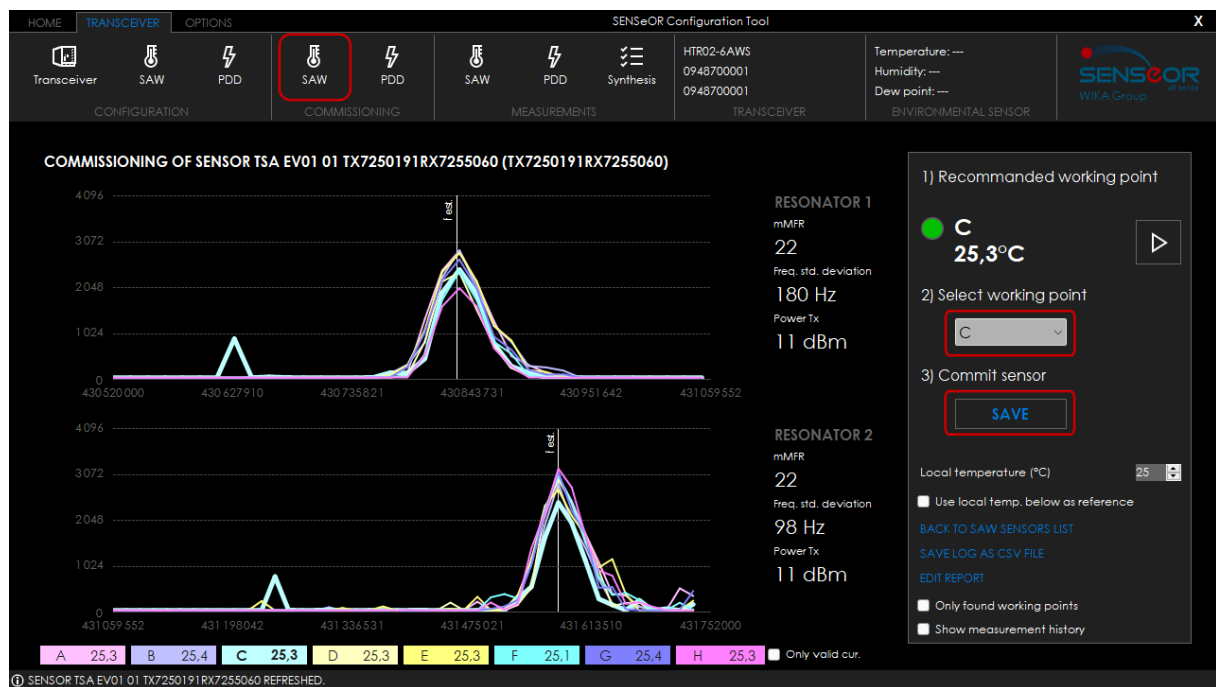 HOME TRANSCEIVER OPTIONS SENSeOR Configuration Tool X
Transceiver SAW PDD SAW PDD SAW PDD Synthesis
CONFIGURATION COMMISSIONING MEASUREMENTS
HTR02-6AWS
0948700001
0948700001
TRANSCEIVER
Temperature: ---
Humidity: ---
Dew point: ---
ENVIRONMENTAL SENSOR
SENSeOR
all sense
WIKA Group
COMMISSIONING OF SENSOR TSA EV01 01 TX7250191RX7255060 (TX7250191RX7255060)
4096
3072
2048
1024
0
f est.
430520000 430627910 430735821 430843731 430951642 431059552
RESONATOR 1
mMFR
22
Freq. std. deviation
180 Hz
Power Tx
11 dBm
4096
3072
2048
1024
0
f est.
431059552 431198042 431336531 431475021 431613510 431752000
RESONATOR 2
mMFR
22
Freq. std. deviation
98 Hz
Power Tx
11 dBm
A 25,3 B 25,4 C 25,3 D 25,3 E 25,3 F 25,1 G 25,4 H 25,3 Only valid cur.
1) Recommanded working point
C
25,3°C
2) Select working point
C
3) Commit sensor
SAVE
Local temperature (°C) 25
Use local temp. below as reference
BACK TO SAW SENSORS LIST
SAVE LOG AS CSV FILE
EDIT REPORT
Only found working points
Show measurement history
SENSOR TSA EV01 01 TX7250191RX7255060 REFRESHED.